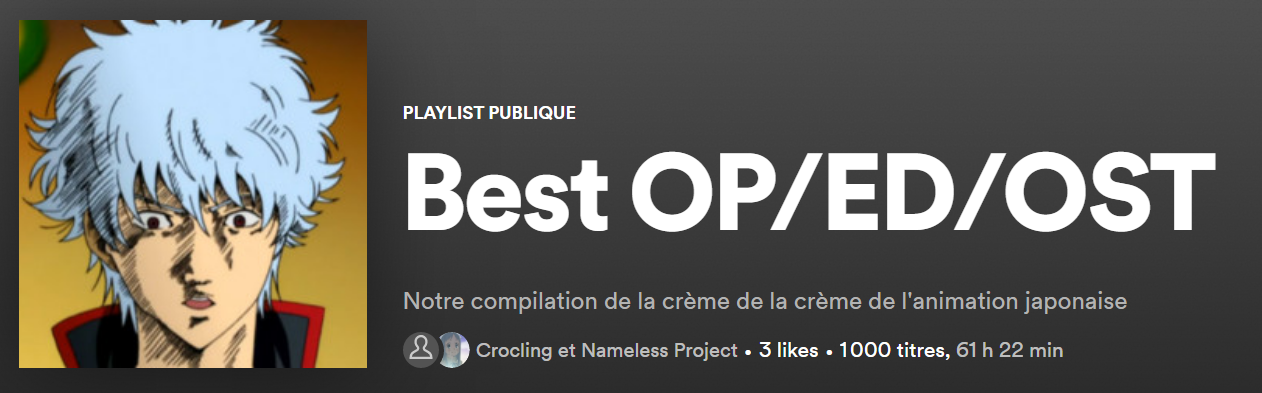 PLAYLIST PUBLIQUE
Best OP/ED/OST
Notre compilation de la crème de la crème de l'animation japonaise
Crocling et Nameless Project • 3 likes • 1000 titres, 61 h 22 min